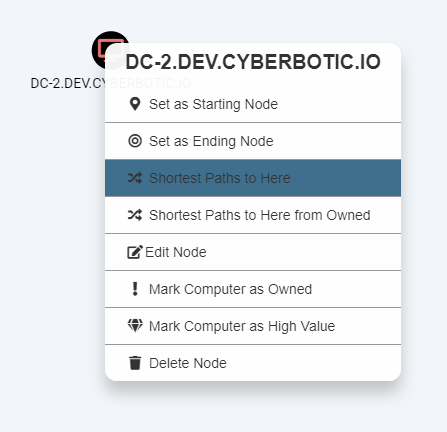 DC-2.DEV.CYBERBOTIC.IO
DC-2.DEV.CYBERBOTIC.IO
Set as Starting Node
Set as Ending Node
Shortest Paths to Here
Shortest Paths to Here from Owned
Edit Node
Mark Computer as Owned
Mark Computer as High Value
Delete Node